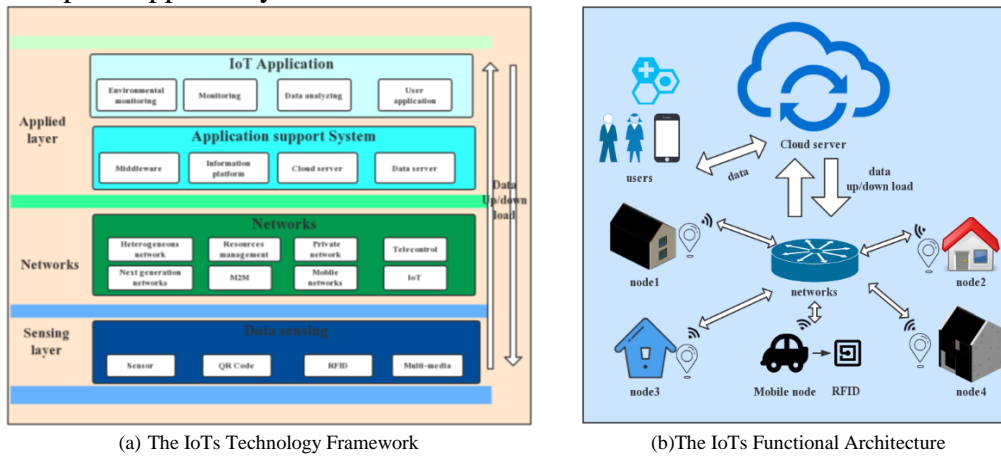 IoT Application
Environmental
monitoring
Monitoring
Data analyzing
User
application
Applied
layer
Application support System
Middleware
Information
platform
Cloud server
Data server
Data
Up/down
load
Networks
Networks
Heterogeneous
network
Resources
management
Private
network
Telecontrol
Next generation
networks
M2M
Moblie
networks
IoT
Sensing
layer
Data sensing
Sensor
QR Code
RFID
Multi-media
(a) The IoTs Technology Framework
Cloud server
users
data
data
up/down load
node1
node2
networks
node3
Mobile node
RFID
node4
(b)The IoTs Functional Architecture